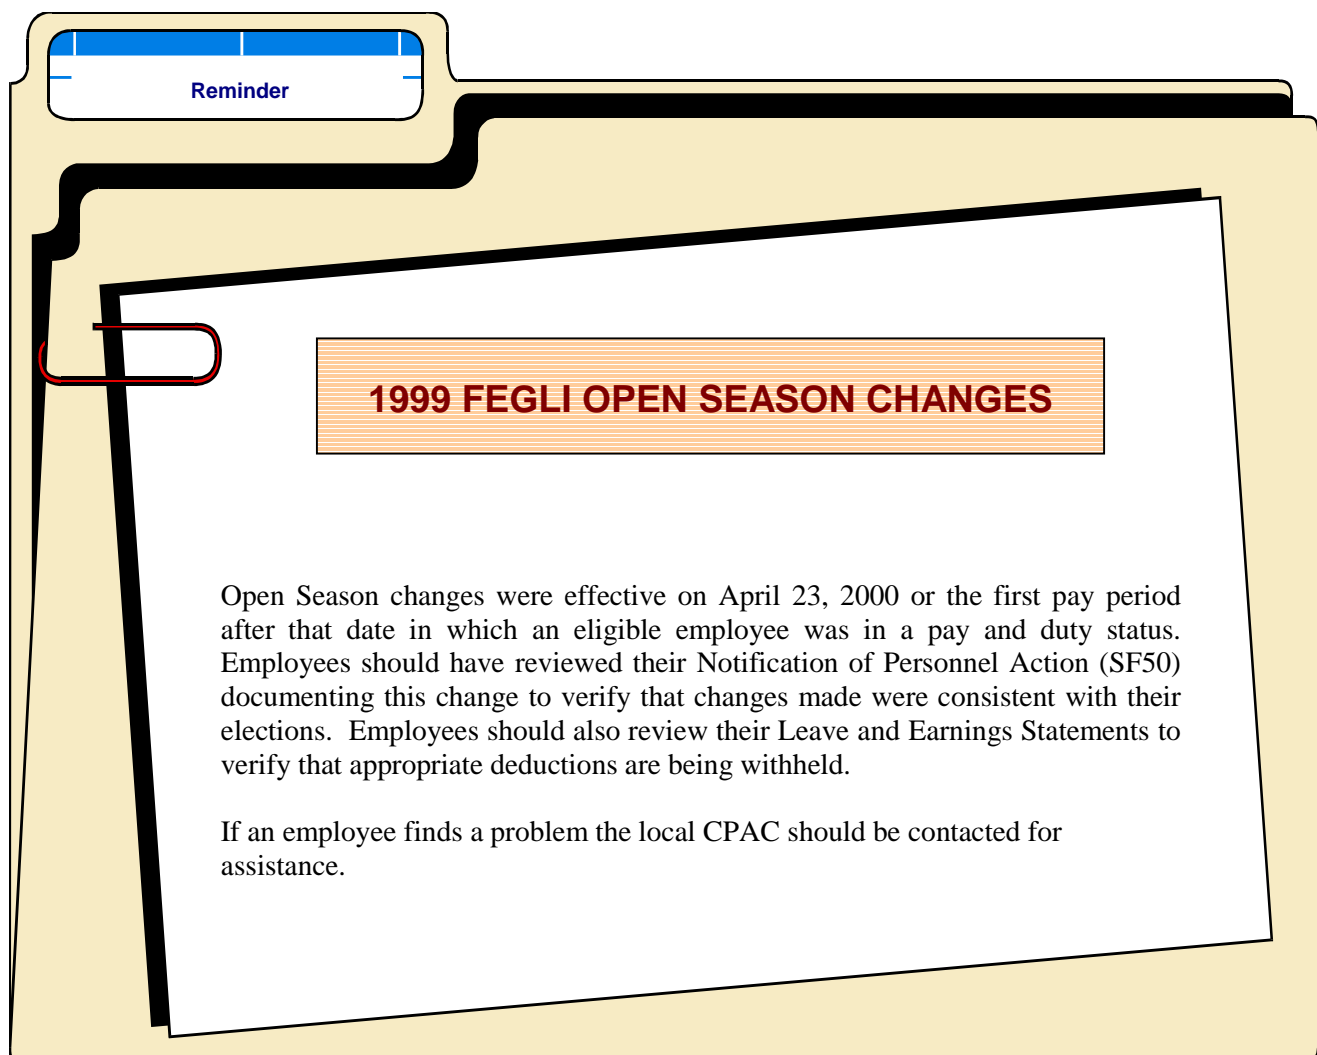 Reminder
1999 FEGLI OPEN SEASON CHANGES
Open Season changes were effective on April 23, 2000 or the first pay period
after that date in which an eligible employee was in a pay and duty status.
Employees should have reviewed their Notification of Personnel Action (SF50)
documenting this change to verify that changes made were consistent with their
elections.  Employees should also review their Leave and Earnings Statements to
verify that appropriate deductions are being withheld.
If an employee finds a problem the local CPAC should be contacted for
assistance.